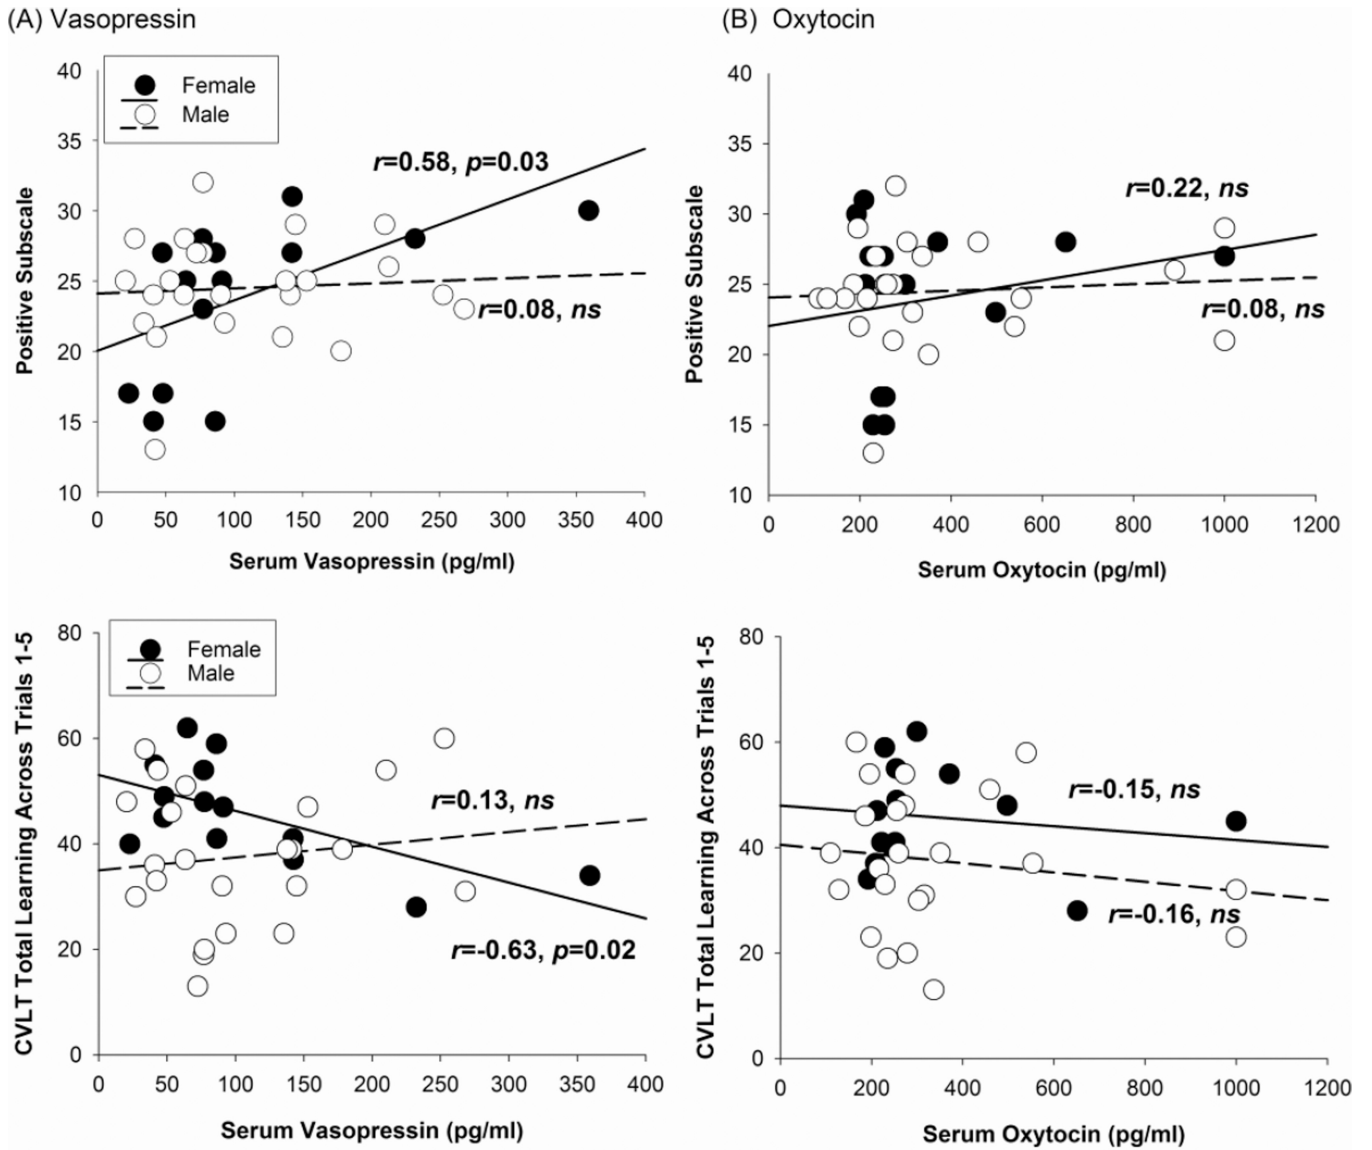 (A) Vasopressin
(B) Oxytocin
Female
Male
40
35
30
25
20
15
10
Positive Subscale
r=0.58, p=0.03
r=0.08, ns
0 50 100 150 200 250 300 350 400
Serum Vasopressin (pg/ml)
40
35
30
25
20
15
10
Positive Subscale
r=0.22, ns
r=0.08, ns
0 200 400 600 800 1000 1200
Serum Oxytocin (pg/ml)
Female
Male
80
60
40
20
0
CVLT Total Learning Across Trials 1-5
r=0.13, ns
r=-0.63, p=0.02
0 50 100 150 200 250 300 350 400
Serum Vasopressin (pg/ml)
80
60
40
20
0
CVLT Total Learning Across Trials 1-5
r=-0.15, ns
r=-0.16, ns
0 200 400 600 800 1000 1200
Serum Oxytocin (pg/ml)